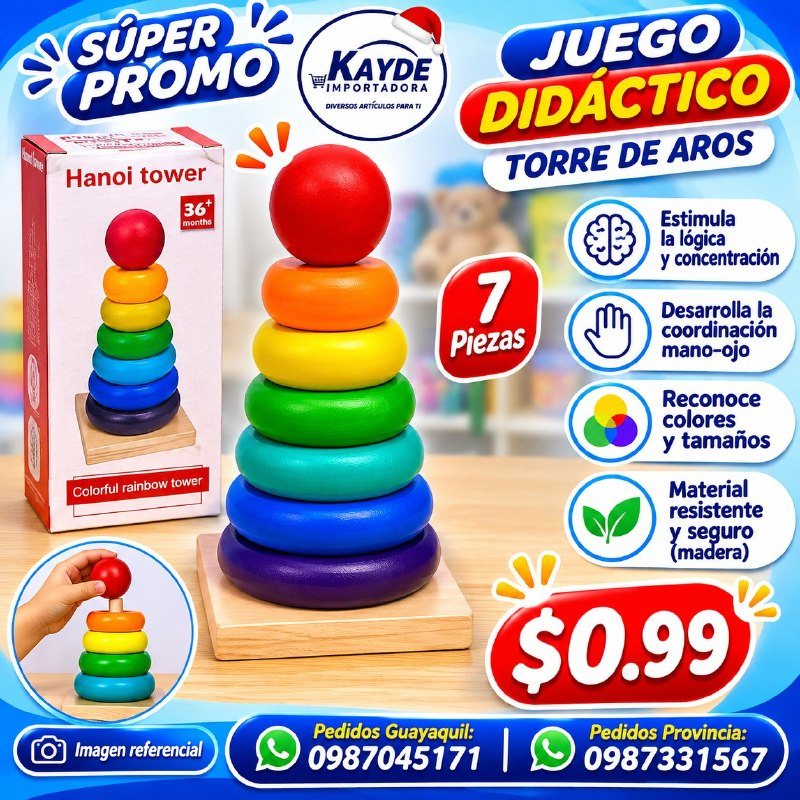 SÚPER
PROMO
KAYDE
IMPORTADORA
DIVERSOS ARTÍCULOS PARA TI
JUEGO
DIDÁCTICO
TORRE DE AROS
Hanoi tower
36+
months
Colorful rainbow tower
7
Piezas
Estimula
la lógica
y concentración
Desarrolla la
coordinación
mano-ojo
Reconoce
colores
y tamaños
Material
resistente
y seguro
(madera)
$0.99
Imagen referencial
Pedidos Guayaquil:
0987045171
Pedidos Provincia:
0987331567